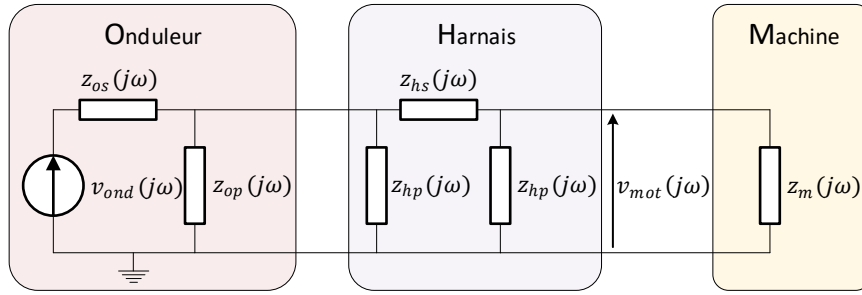 Onduleur
Harnais
Machine
z_os(jω)
z_hs(jω)
v_ond(jω)
z_op(jω)
z_hp(jω)
z_hp(jω)
v_mot(jω)
z_m(jω)